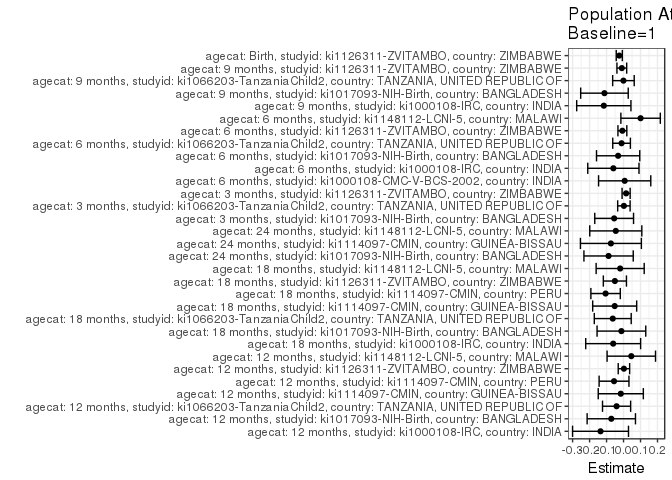 Population A
Baseline=1
agecat: Birth, studyid: ki1126311-ZVITAMBO, country: ZIMBABWE
agecat: 9 months, studyid: ki1126311-ZVITAMBO, country: ZIMBABWE
agecat: 9 months, studyid: ki1066203-TanzaniaChild2, country: TANZANIA, UNITED REPUBLIC OF
agecat: 9 months, studyid: ki1017093-NIH-Birth, country: BANGLADESH
agecat: 9 months, studyid: ki1000108-IRC, country: INDIA
agecat: 6 months, studyid: ki1148112-LCNI-5, country: MALAWI
agecat: 6 months, studyid: ki1126311-ZVITAMBO, country: ZIMBABWE
agecat: 6 months, studyid: ki1066203-TanzaniaChild2, country: TANZANIA, UNITED REPUBLIC OF
agecat: 6 months, studyid: ki1017093-NIH-Birth, country: BANGLADESH
agecat: 6 months, studyid: ki1000108-IRC, country: INDIA
agecat: 6 months, studyid: ki1000108-CMC-V-BCS-2002, country: INDIA
agecat: 3 months, studyid: ki1126311-ZVITAMBO, country: ZIMBABWE
agecat: 3 months, studyid: ki1066203-TanzaniaChild2, country: TANZANIA, UNITED REPUBLIC OF
agecat: 3 months, studyid: ki1017093-NIH-Birth, country: BANGLADESH
agecat: 24 months, studyid: ki1148112-LCNI-5, country: MALAWI
agecat: 24 months, studyid: ki1114097-CMIN, country: GUINEA-BISSAU
agecat: 24 months, studyid: ki1017093-NIH-Birth, country: BANGLADESH
agecat: 18 months, studyid: ki1148112-LCNI-5, country: MALAWI
agecat: 18 months, studyid: ki1126311-ZVITAMBO, country: ZIMBABWE
agecat: 18 months, studyid: ki1114097-CMIN, country: PERU
agecat: 18 months, studyid: ki1114097-CMIN, country: GUINEA-BISSAU
agecat: 18 months, studyid: ki1066203-TanzaniaChild2, country: TANZANIA, UNITED REPUBLIC OF
agecat: 18 months, studyid: ki1017093-NIH-Birth, country: BANGLADESH
agecat: 18 months, studyid: ki1000108-IRC, country: INDIA
agecat: 12 months, studyid: ki1148112-LCNI-5, country: MALAWI
agecat: 12 months, studyid: ki1126311-ZVITAMBO, country: ZIMBABWE
agecat: 12 months, studyid: ki1114097-CMIN, country: PERU
agecat: 12 months, studyid: ki1114097-CMIN, country: GUINEA-BISSAU
agecat: 12 months, studyid: ki1066203-TanzaniaChild2, country: TANZANIA, UNITED REPUBLIC OF
agecat: 12 months, studyid: ki1017093-NIH-Birth, country: BANGLADESH
agecat: 12 months, studyid: ki1000108-IRC, country: INDIA
-0.30.20.10.00.10.2
Estimate